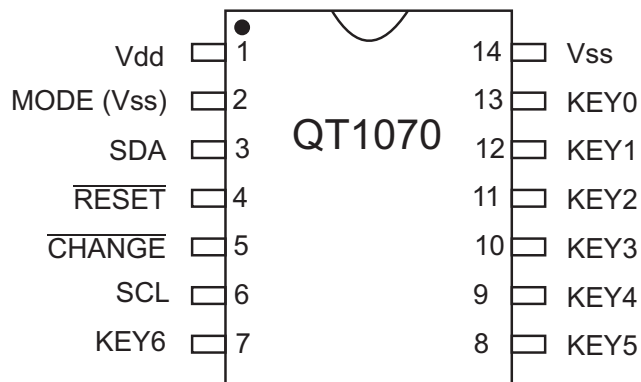 Vdd 1 14 Vss
MODE (Vss) 2 13 KEY0
QT1070
SDA 3 12 KEY1
RESET 4 11 KEY2
CHANGE 5 10 KEY3
SCL 6 9 KEY4
KEY6 7 8 KEY5